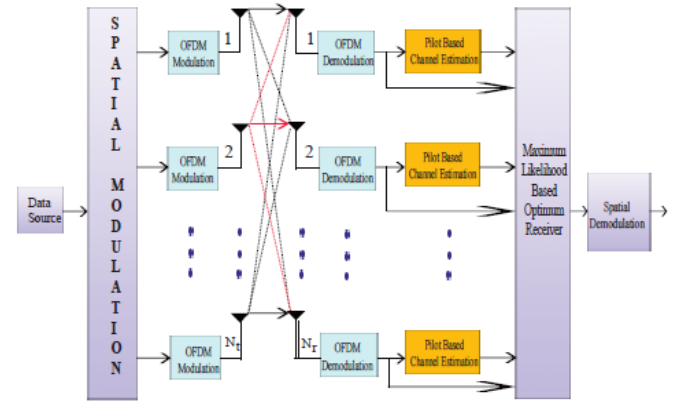 Data
Source
SPATIAL
MODULATION
OFDM
Modulation
1
1
OFDM
Demodulation
Pilot Based
Channel Estimation
OFDM
Modulation
2
2
OFDM
Demodulation
Pilot Based
Channel Estimation
OFDM
Modulation
Nt
Nr
OFDM
Demodulation
Pilot Based
Channel Estimation
Maximum
Likelihood
Based
Optimum
Receiver
Spatial
Demodulation